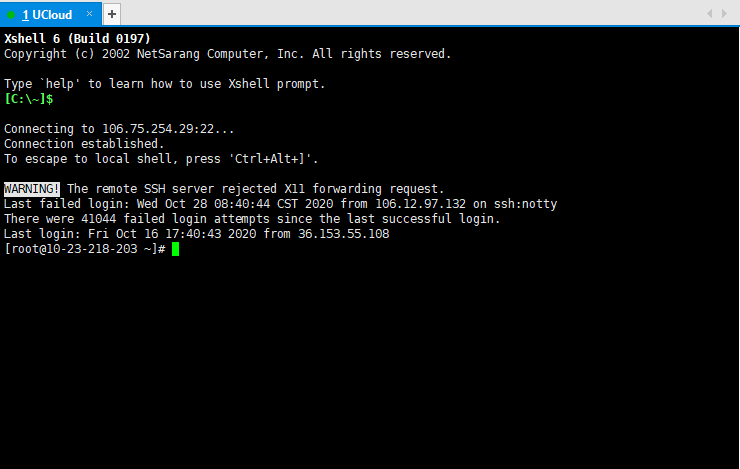 1 UCloud × +
Xshell 6 (Build 0197)
Copyright (c) 2002 NetSarang Computer, Inc. All rights reserved.
Type `help' to learn how to use Xshell prompt.
[C:\~]$
Connecting to 106.75.254.29:22...
Connection established.
To escape to local shell, press 'Ctrl+Alt+]'.
WARNING! The remote SSH server rejected X11 forwarding request.
Last failed login: Wed Oct 28 08:40:44 CST 2020 from 106.12.97.132 on ssh:notty
There were 41044 failed login attempts since the last successful login.
Last login: Fri Oct 16 17:40:43 2020 from 36.153.55.108
[root@10-23-218-203 ~]#